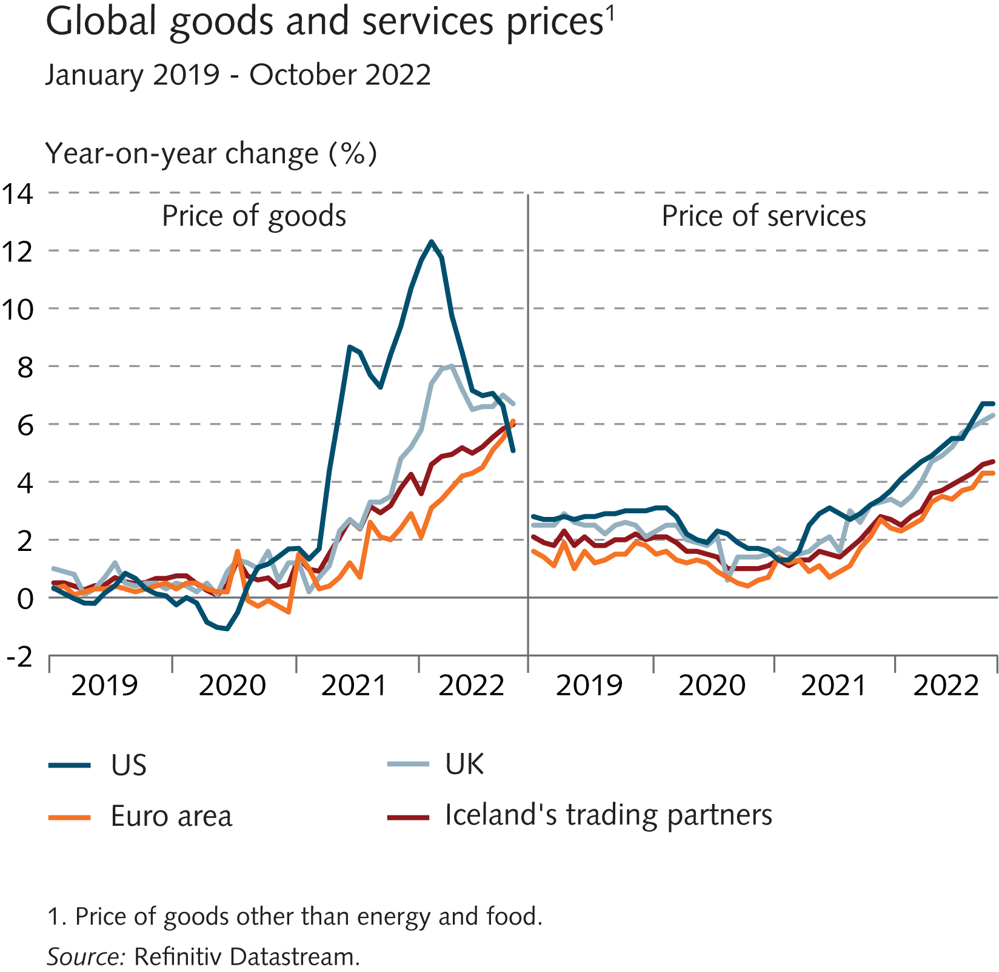 Global goods and services prices¹
January 2019 - October 2022
Year-on-year change (%)
14
Price of goods
Price of services
12
10
8
6
4
2
0
-2
2019 2020 2021 2022 2019 2020 2021 2022
US
UK
Euro area
Iceland's trading partners
1. Price of goods other than energy and food.
Source: Refinitiv Datastream.